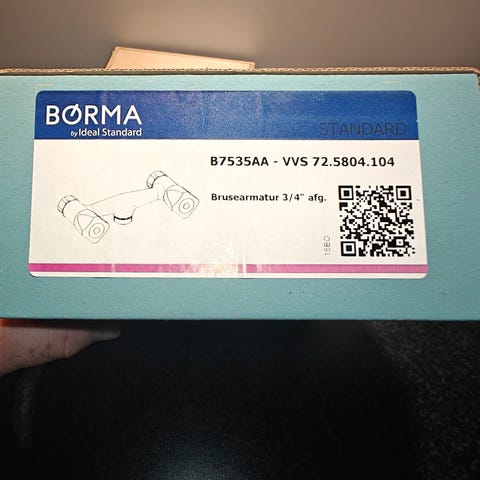 BØRMA
by Ideal Standard
STANDARD
B7535AA - VVS 72.5804.104
Brusearmatur 3/4" afg.